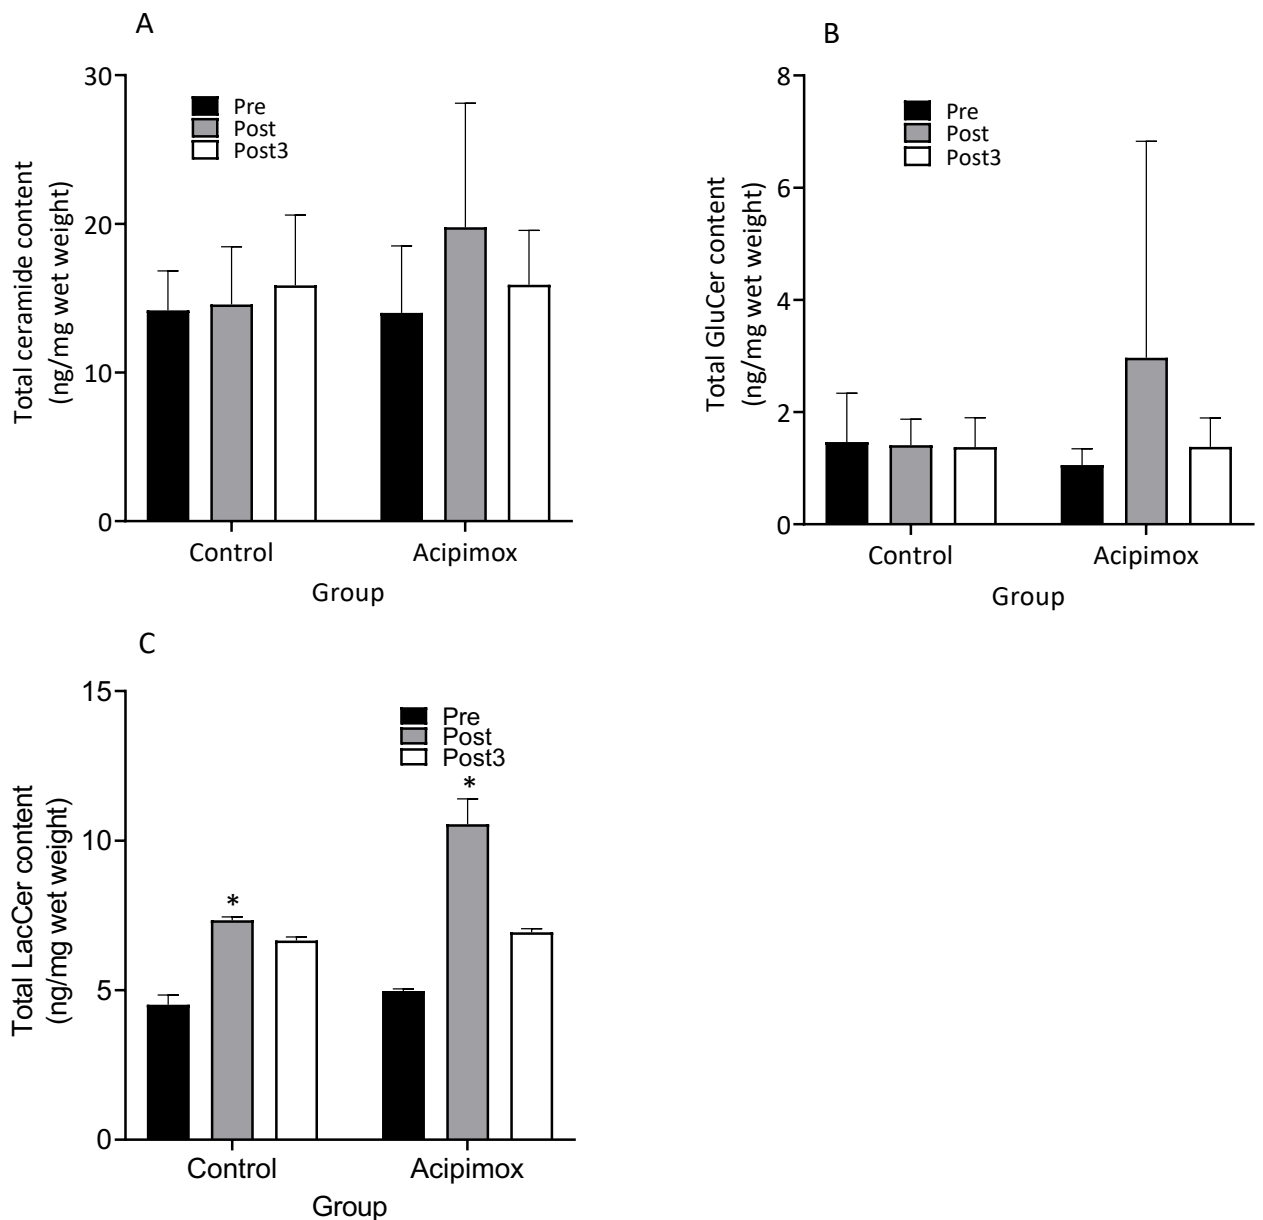 A
Total ceramide content
(ng/mg wet weight)
30
20
10
0
Pre
Post
Post3
Control
Acipimox
Group
B
Total GluCer content
(ng/mg wet weight)
8
6
4
2
0
Pre
Post
Post3
Control
Acipimox
Group
C
Total LacCer content
(ng/mg wet weight)
15
10
5
0
Pre
Post
Post3
*
*
Control
Acipimox
Group